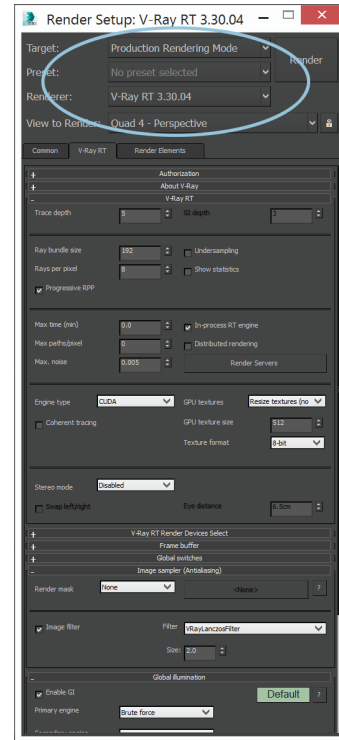 Render Setup: V-Ray RT 3.30.04
Target: Production Rendering Mode
Render
Preset: No preset selected
Renderer: V-Ray RT 3.30.04
View to Render: Quad 4 - Perspective
Common V-Ray RT Render Elements
+ Authorization
+ About V-Ray
- V-Ray RT
Trace depth 5 GI depth 3
Ray bundle size 192 Undersampling
Rays per pixel 8 Show statistics
Progressive RPP
Max time (min) 0.0 In-process RT engine
Max paths/pixel 0 Distributed rendering
Max. noise 0.005 Render Servers
Engine type CUDA GPU textures Resize textures (no
Coherent tracing GPU texture size 512
Texture format 8-bit
Stereo mode Disabled
Swap left/right Eye distance 6.5cm
+ V-Ray RT Render Devices Select
+ Frame buffer
+ Global switches
- Image sampler (Antialiasing)
Render mask None <None> ?
Image filter Filter VRayLanczosFilter
Size: 2.0
- Global illumination
Enable GI Default ?
Primary engine Brute force